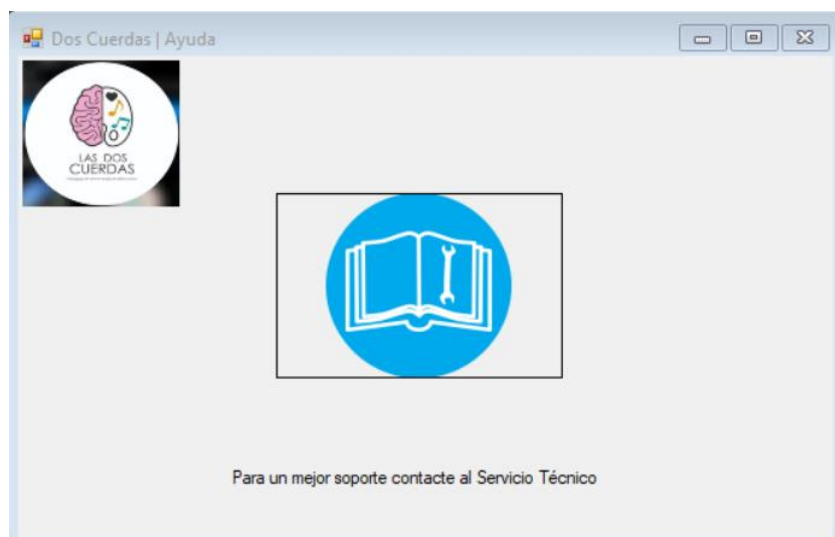 Dos Cuerdas | Ayuda
LAS DOS
CUERDAS
Para un mejor soporte contacte al Servicio Técnico